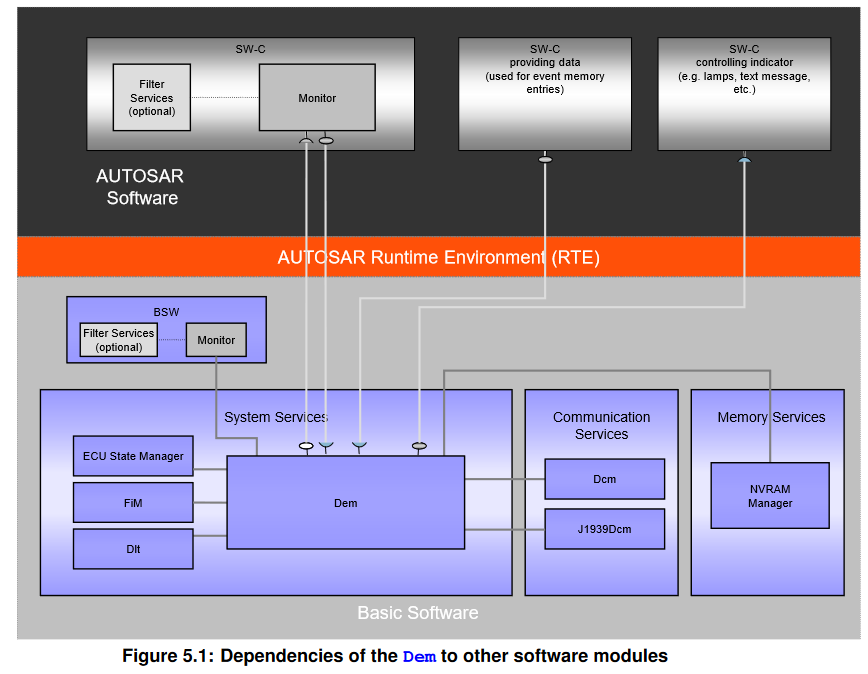 SW-C
Filter
Services
(optional)
Monitor
SW-C
providing data
(used for event memory
entries)
SW-C
controlling indicator
(e.g. lamps, text message,
etc.)
AUTOSAR
Software
AUTOSAR Runtime Environment (RTE)
BSW
Filter Services
(optional)
Monitor
System Services
ECU State Manager
FiM
Dlt
Dem
Communication
Services
Dcm
J1939Dcm
Memory Services
NVRAM
Manager
Basic Software
Figure 5.1: Dependencies of the Dem to other software modules